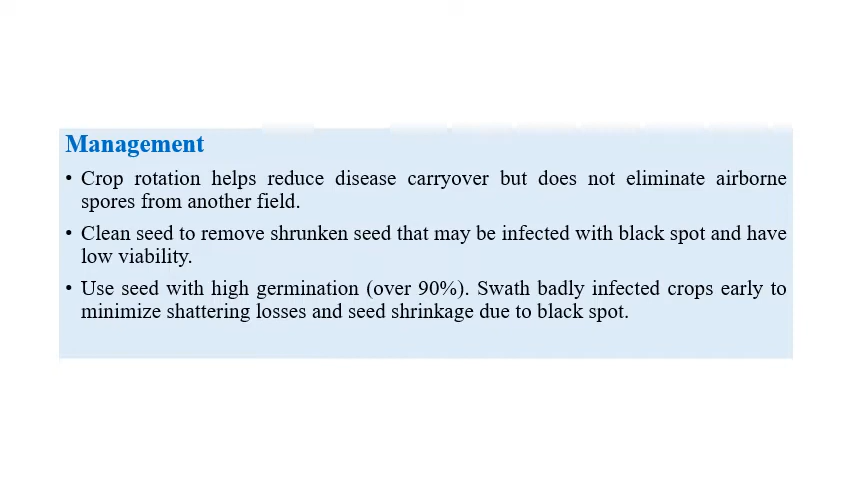 Management
• Crop rotation helps reduce disease carryover but does not eliminate airborne
spores from another field.
• Clean seed to remove shrunken seed that may be infected with black spot and have
low viability.
• Use seed with high germination (over 90%). Swath badly infected crops early to
minimize shattering losses and seed shrinkage due to black spot.